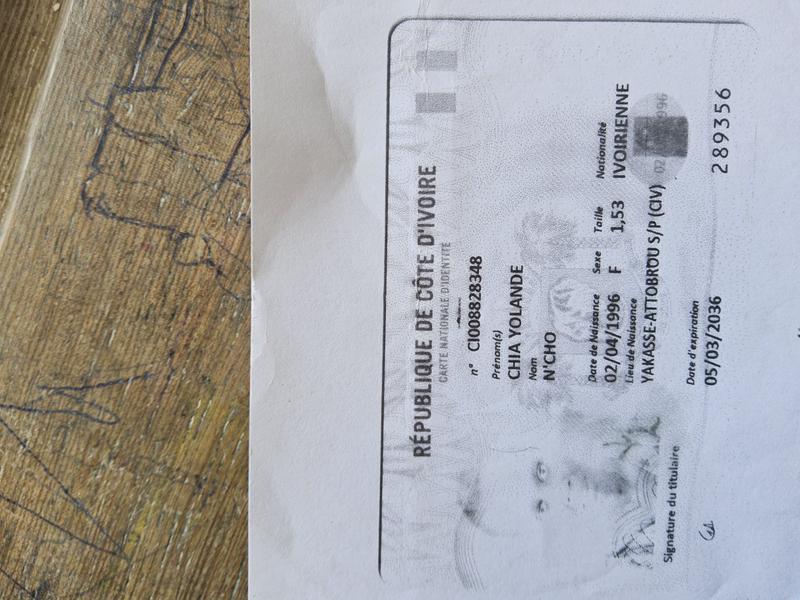 RÉPUBLIQUE DE CÔTE D'IVOIRE
CARTE NATIONALE D'IDENTITÉ
n° CI008828348
Prénom(s)
CHIA YOLANDE
Nom
N'CHO
Date de Naissance Sexe Taille Nationalité
02/04/1996 F 1,53 IVOIRIENNE
Lieu de Naissance
YAKASSE-ATTOBROU S/P (CIV)
Date d'expiration
05/03/2036
289356
Signature du titulaire